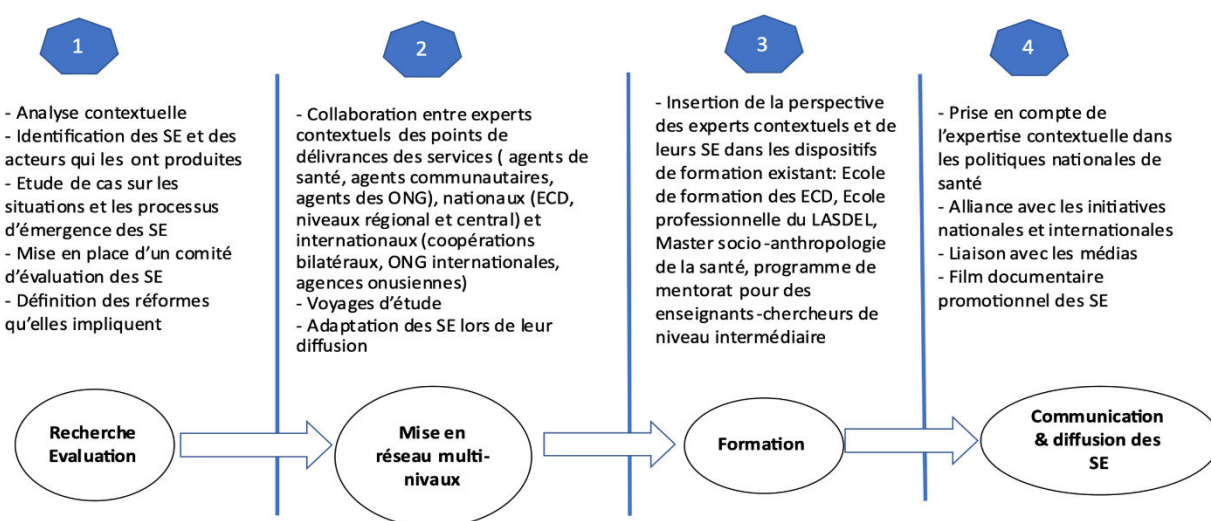 1
- Analyse contextuelle
- Identification des SE et des
acteurs qui les ont produites
- Etude de cas sur les
situations et les processus
d'émergence des SE
- Mise en place d'un comité
d'évaluation des SE
- Définition des réformes
qu'elles impliquent
Recherche
Evaluation
2
- Collaboration entre experts
contextuels des points de
délivrances des services ( agents de
santé, agents communautaires,
agents des ONG), nationaux (ECD,
niveaux régional et central) et
internationaux (coopérations
bilatéraux, ONG internationales,
agences onusiennes)
- Voyages d'étude
- Adaptation des SE lors de leur
diffusion
Mise en
réseau multi-
nivaux
3
- Insertion de la perspective
des experts contextuels et de
leurs SE dans les dispositifs
de formation existant: Ecole
de formation des ECD, Ecole
professionnelle du LASDEL,
Master socio-anthropologie
de la santé, programme de
mentorat pour des
enseignants-chercheurs de
niveau intermédiaire
Formation
4
- Prise en compte de
l'expertise contextuelle dans
les politiques nationales de
santé
- Alliance avec les initiatives
nationales et internationales
- Liaison avec les médias
- Film documentaire
promotionnel des SE
Communication
& diffusion des
SE